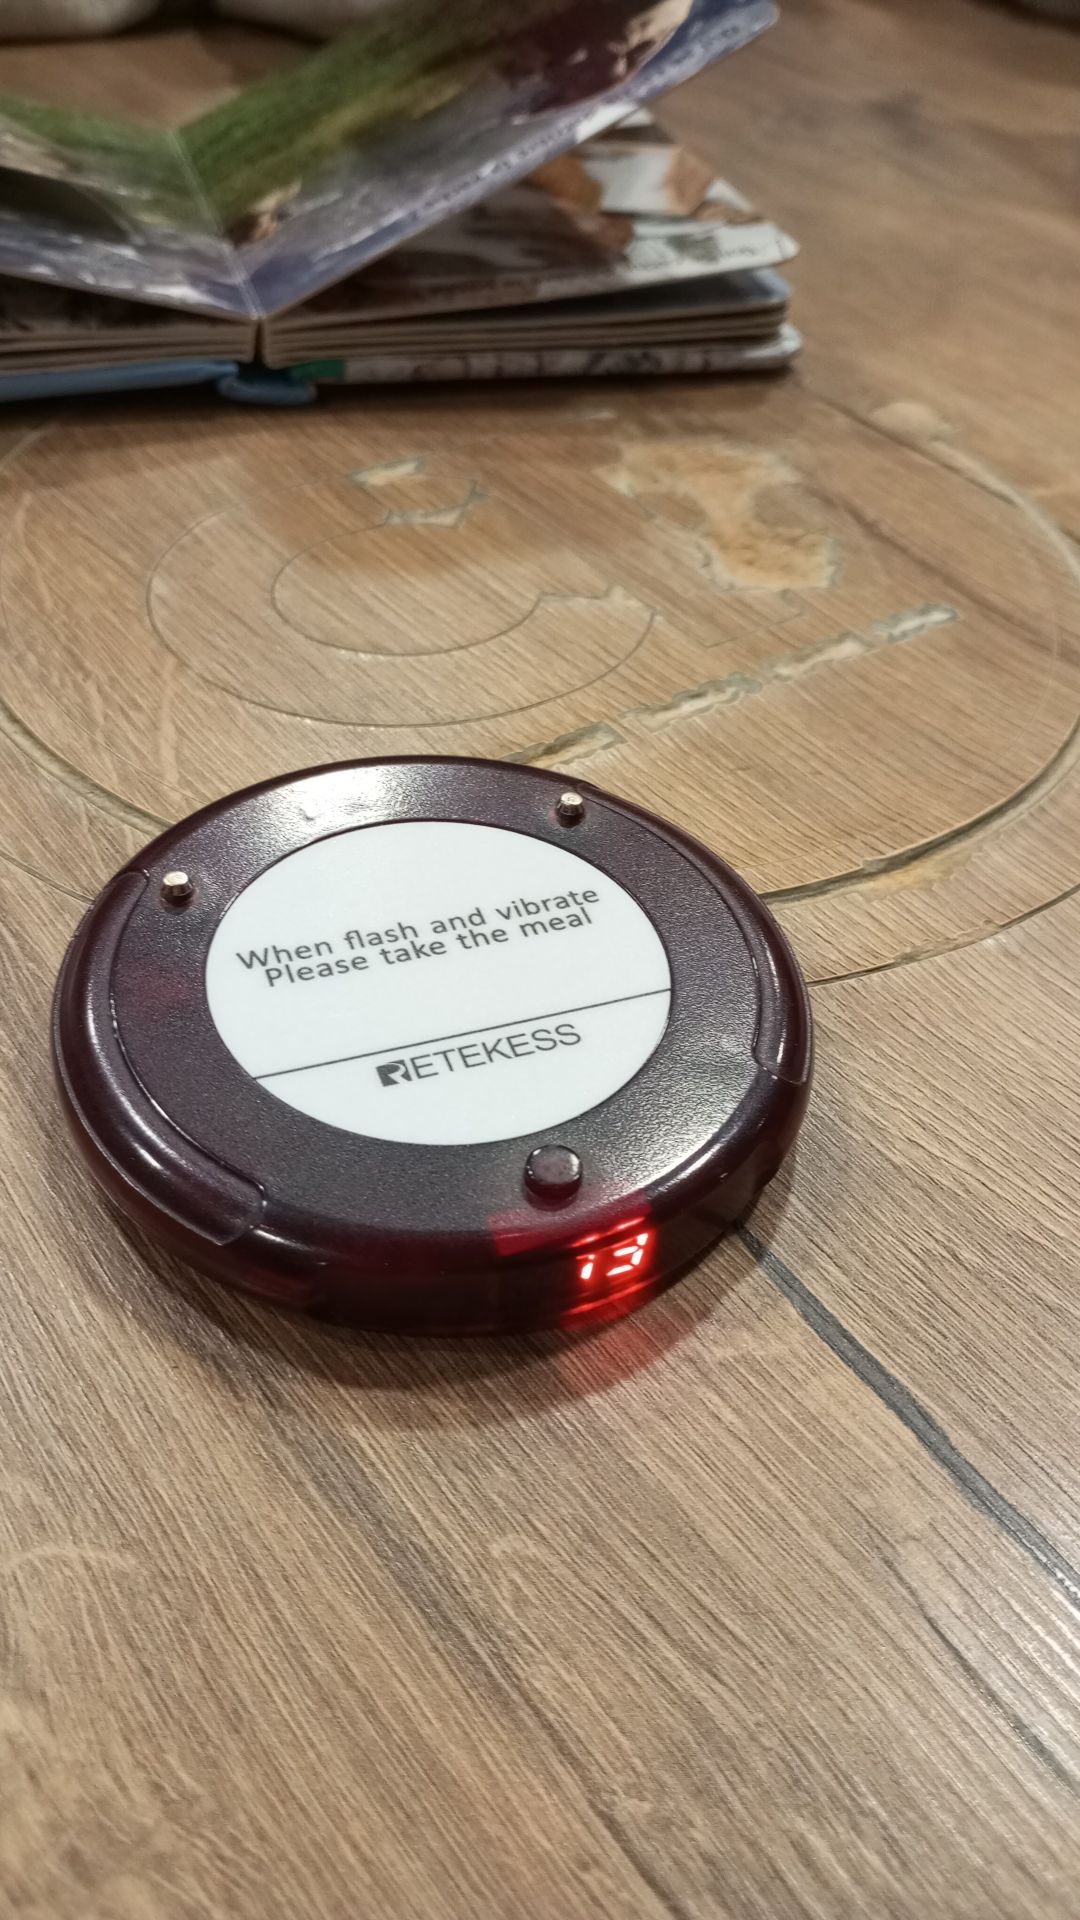 When flash and vibrate
Please take the meal
RETEKESS
13